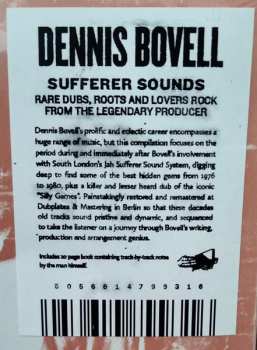 DENNIS BOVELL
SUFFERER SOUNDS
RARE DUBS, ROOTS AND LOVERS ROCK
FROM THE LEGENDARY PRODUCER
Dennis Bovell's prolific and eclectic career encompasses a
huge range of music, but this compilation focuses on the
period during and immediately after Bovell's involvement
with South London's Jah Sufferer Sound System, digging
deep to find some of the best hidden gems from 1976
to 1980, plus a killer and lesser heard dub of the iconic
"Silly Games". Painstakingly restored and remastered at
Dubplates & Mastering in Berlin so that these decades
old tracks sound pristine and dynamic, and sequenced
to take the listener on a journey through Bovell's writing,
production and arrangement genius.
Includes 20 page book containing track-by-track notes
by the man himself.
5056814799316